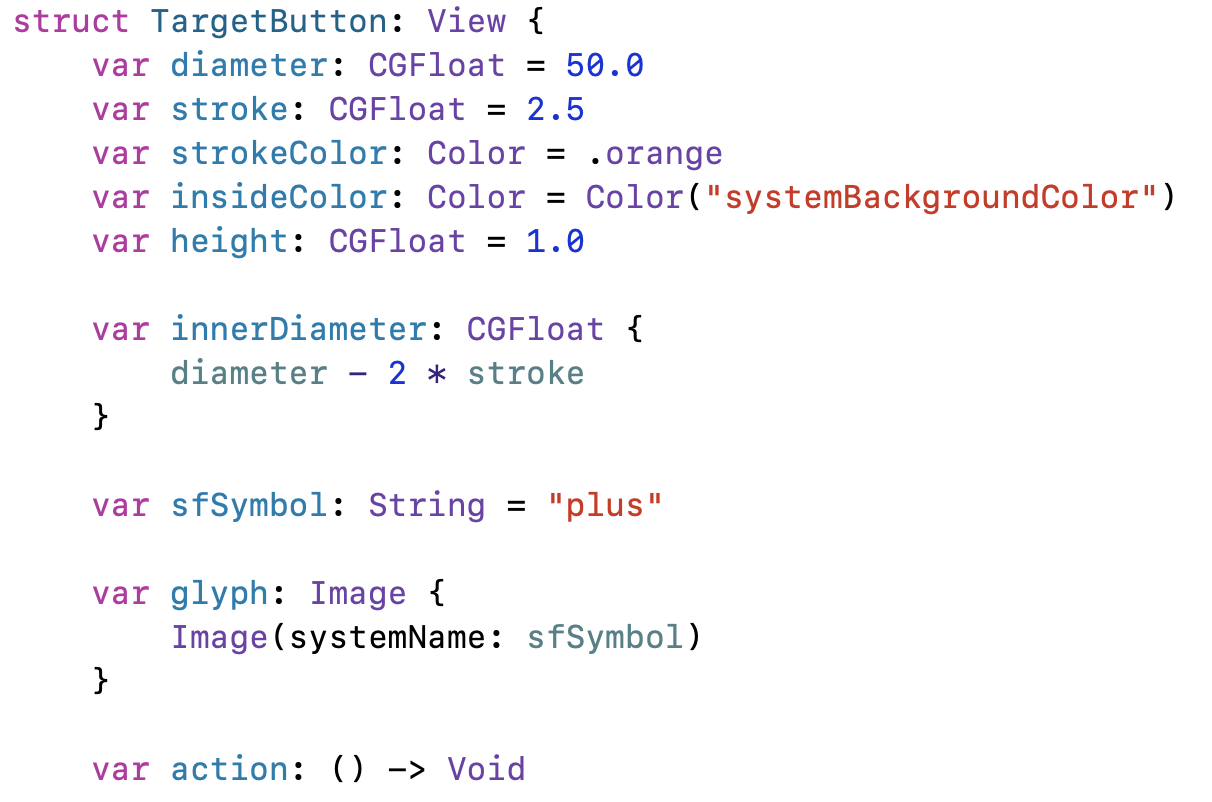 struct TargetButton: View {
    var diameter: CGFloat = 50.0
    var stroke: CGFloat = 2.5
    var strokeColor: Color = .orange
    var insideColor: Color = Color("systemBackgroundColor")
    var height: CGFloat = 1.0

    var innerDiameter: CGFloat {
        diameter - 2 * stroke
    }

    var sfSymbol: String = "plus"

    var glyph: Image {
        Image(systemName: sfSymbol)
    }

    var action: () -> Void